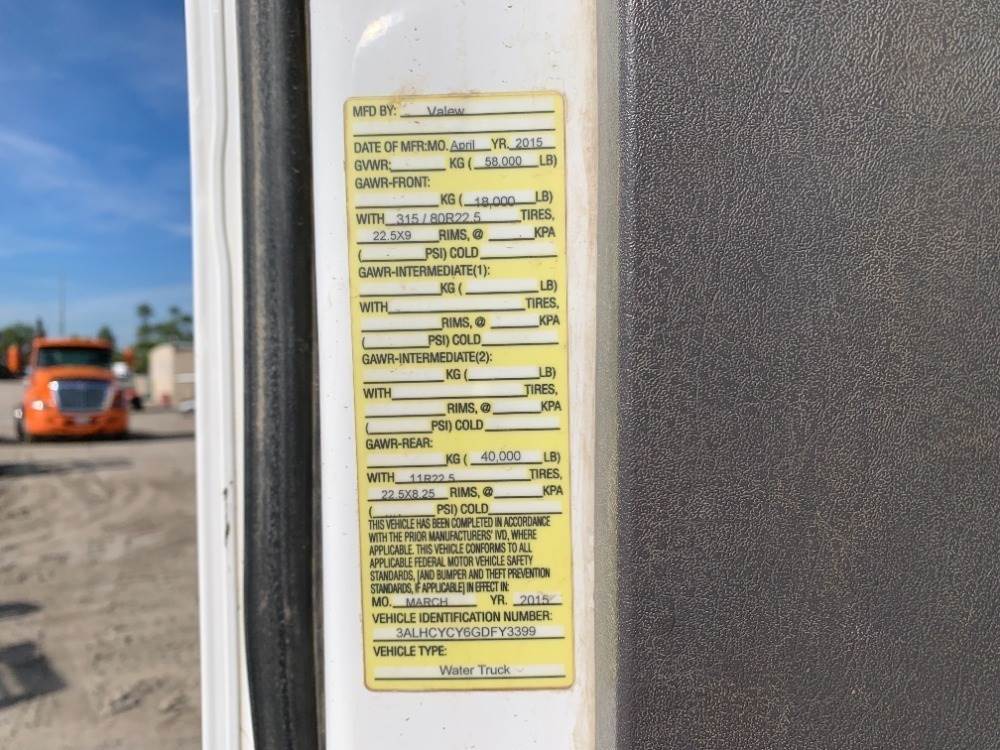 MFD BY: Valew
DATE OF MFR:MO. April YR. 2015
GVWR: KG ( 58,000 LB)
GAWR-FRONT:
KG ( 18,000 LB)
WITH 315 / 80R22.5 TIRES,
22.5X9 RIMS, @ KPA
( PSI) COLD
GAWR-INTERMEDIATE(1):
KG ( LB)
WITH TIRES,
RIMS, @ KPA
( PSI) COLD
GAWR-INTERMEDIATE(2):
KG ( LB)
WITH TIRES,
RIMS, @ KPA
( PSI) COLD
GAWR-REAR:
KG ( 40,000 LB)
WITH 11R22.5 TIRES,
22.5X8.25 RIMS, @ KPA
( PSI) COLD
THIS VEHICLE HAS BEEN COMPLETED IN ACCORDANCE
WITH THE PRIOR MANUFACTURERS' IVD, WHERE
APPLICABLE. THIS VEHICLE CONFORMS TO ALL
APPLICABLE FEDERAL MOTOR VEHICLE SAFETY
STANDARDS, [AND BUMPER AND THEFT PREVENTION
STANDARDS, IF APPLICABLE] IN EFFECT IN:
MO. MARCH YR. 2015
VEHICLE IDENTIFICATION NUMBER:
3ALHCYCY6GDFY3399
VEHICLE TYPE:
Water Truck